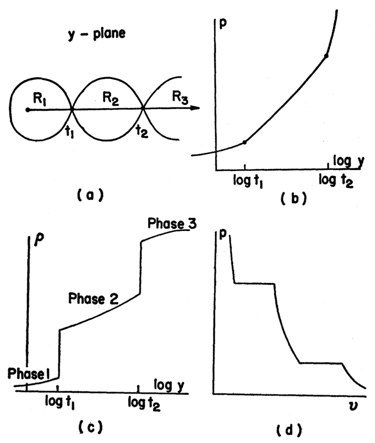 y - plane
R₁ R₂ R₃
t₁ t₂
(a)
p
log y
log t₁ log t₂
(b)
ρ
Phase 3
Phase 2
Phase 1
log y
log t₁ log t₂
(c)
p
υ
(d)